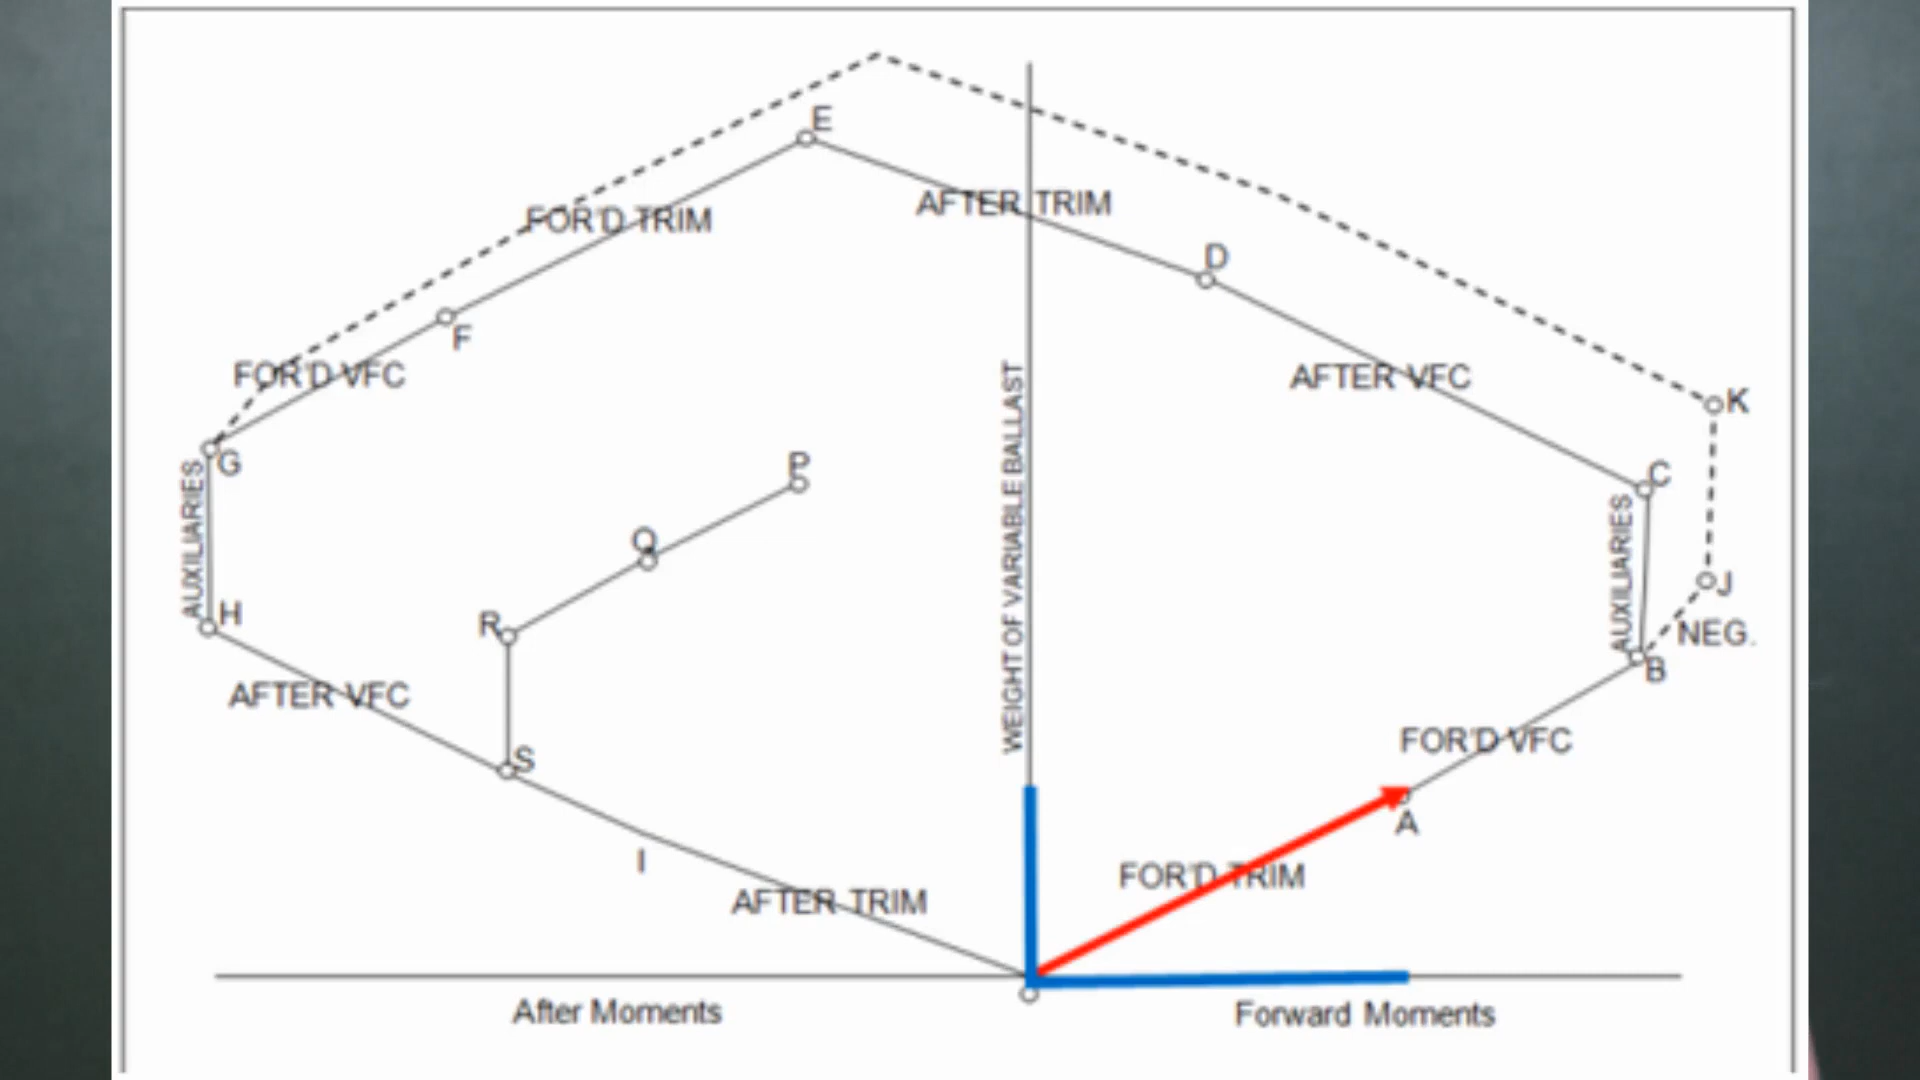 E
FOR'D TRIM
AFTER TRIM
D
F
FOR'D VFC
AFTER VFC
K
G
P
C
AUXILIARIES
WEIGHT OF VARIABLE BALLAST
AUXILIARIES
Q
J
H
R
NEG.
B
AFTER VFC
S
FOR'D VFC
A
I
FOR'D TRIM
AFTER TRIM
After Moments
Forward Moments